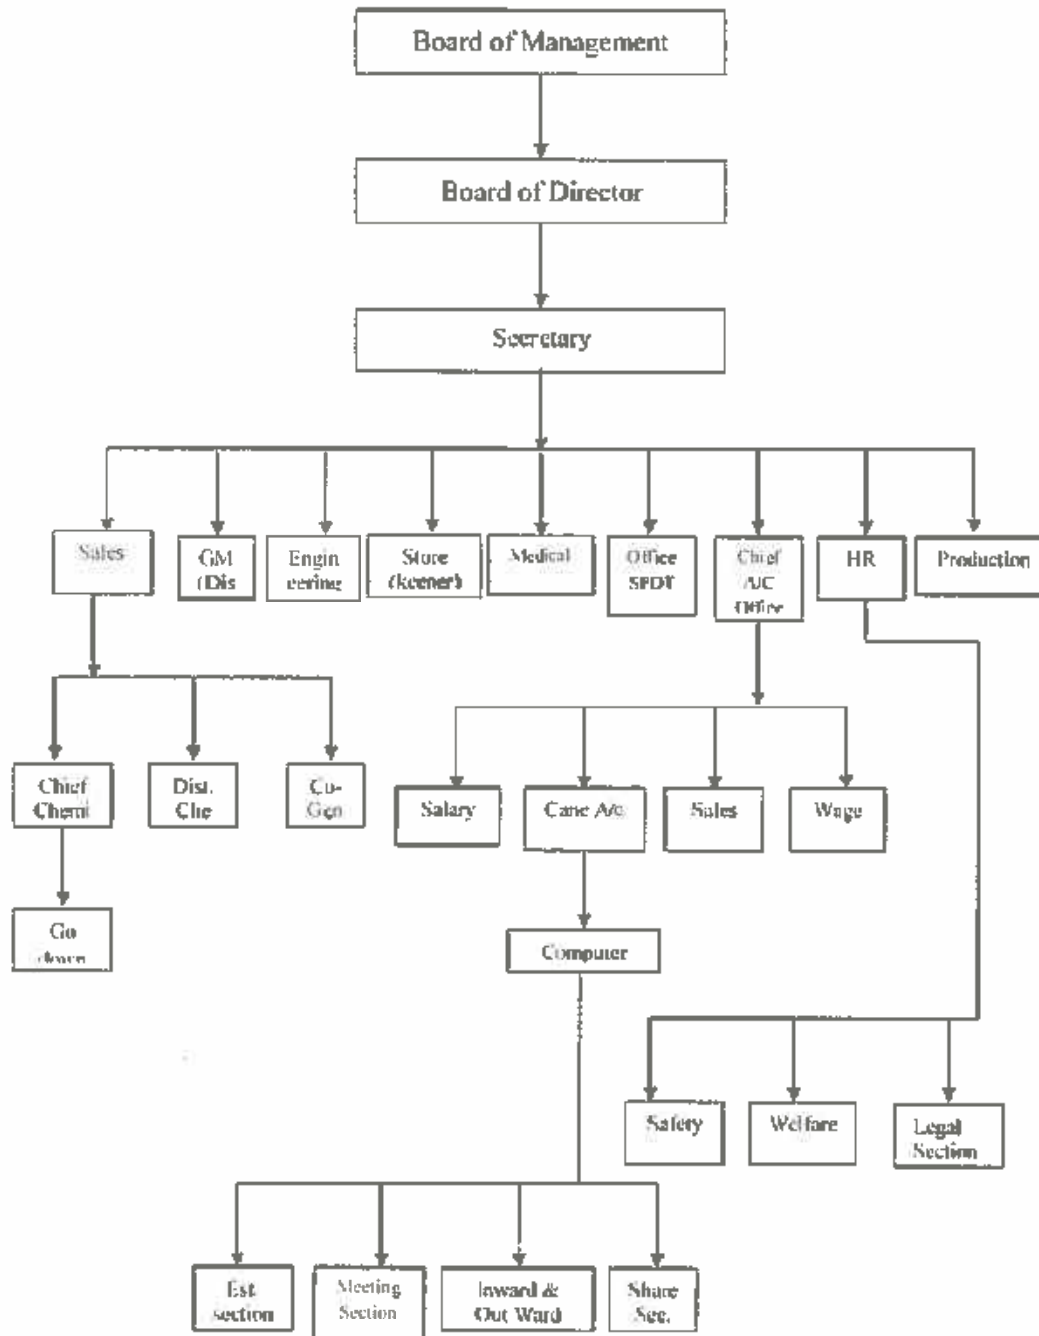 Board of Management
Board of Director
Secretary
Sales
GM
(Dis
Engin
eering
Store
Medical
Office
Chief
A/C
Office
HR
Production
Chief
Chemi
Dist.
Che
Co-
Gen
Salary
Cane A/c
Sales
Wage
Go
Computer
Safety
Welfare
Legal
Section
Est
section
Meeting
Section
Inward &
Out Ward
Share
Sec.